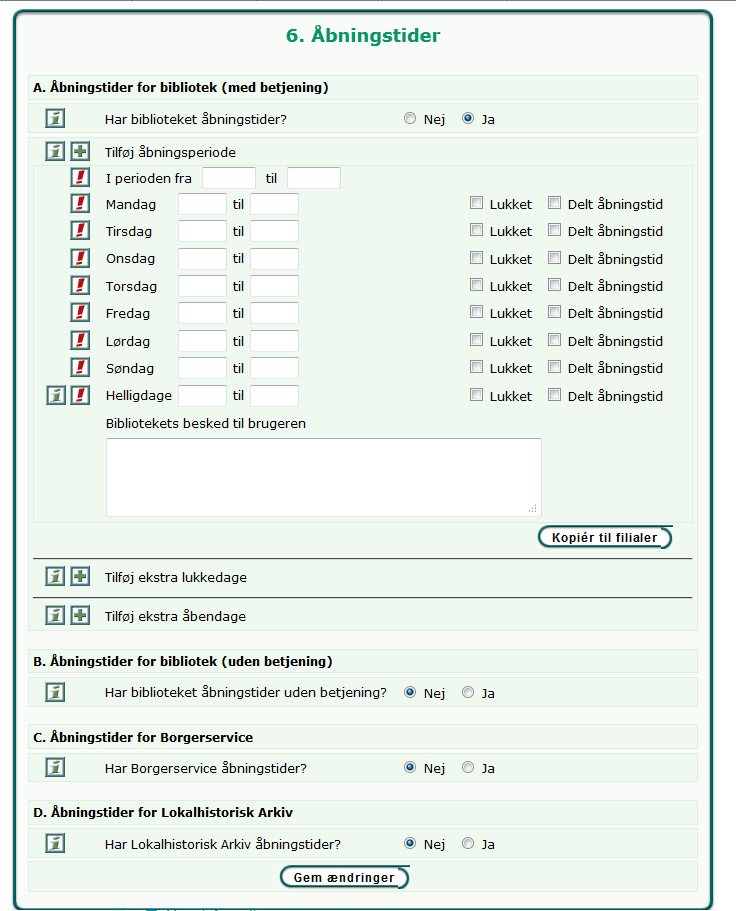 6. Åbningstider
A. Åbningstider for bibliotek (med betjening)
Har biblioteket åbningstider? Nej Ja
Tilføj åbningsperiode
I perioden fra til
Mandag til Lukket Delt åbningstid
Tirsdag til Lukket Delt åbningstid
Onsdag til Lukket Delt åbningstid
Torsdag til Lukket Delt åbningstid
Fredag til Lukket Delt åbningstid
Lørdag til Lukket Delt åbningstid
Søndag til Lukket Delt åbningstid
Helligdage til Lukket Delt åbningstid
Bibliotekets besked til brugeren
Kopiér til filialer
Tilføj ekstra lukkedage
Tilføj ekstra åbendage
B. Åbningstider for bibliotek (uden betjening)
Har biblioteket åbningstider uden betjening? Nej Ja
C. Åbningstider for Borgerservice
Har Borgerservice åbningstider? Nej Ja
D. Åbningstider for Lokalhistorisk Arkiv
Har Lokalhistorisk Arkiv åbningstider? Nej Ja
Gem ændringer